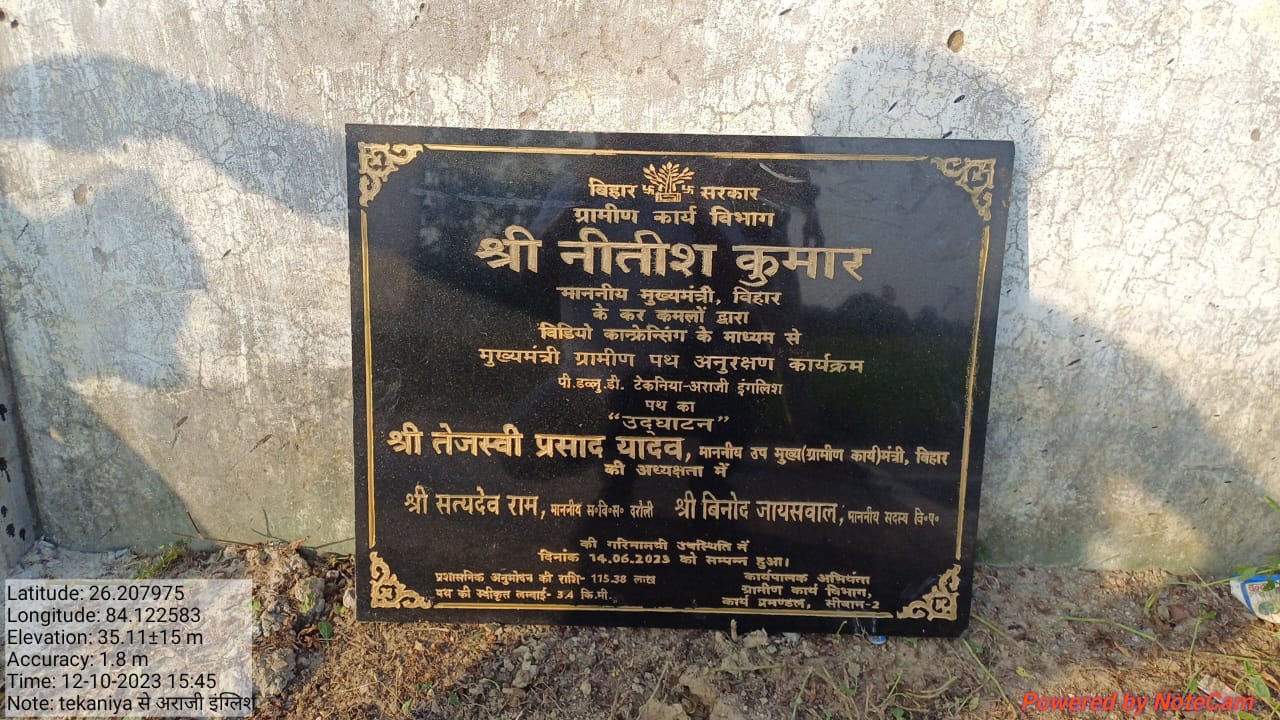 बिहार सरकार
ग्रामीण कार्य विभाग
श्री नीतीश कुमार
माननीय मुख्यमंत्री, बिहार
के कर कमलों द्वारा
विडियो कान्फ्रेन्सिंग के माध्यम से
मुख्यमंत्री ग्रामीण पथ अनुरक्षण कार्यक्रम
पी.डब्लु.डी. टेकनिया-अराजी इंगलिश
पथ का
“उद्घाटन”
श्री तेजस्वी प्रसाद यादव, माननीय उप मुख्य(ग्रामीण कार्य)मंत्री, बिहार
की अध्यक्षता में
श्री सत्यदेव राम, माननीय स०वि०स० दरौली श्री बिनोद जायसवाल, माननीय सदस्य वि०प०
की गरिमामयी उपस्थिति में
दिनांक 14.06.2023 को सम्पन्न हुआ।
प्रशासनिक अनुमोदन की राशि- 115.38 लाख
पथ की स्वीकृत लम्बाई- 3.4 कि.मी.
कार्यपालक अभियंता
ग्रामीण कार्य विभाग,
कार्य प्रमण्डल, सीवान-2
Latitude: 26.207975
Longitude: 84.122583
Elevation: 35.11±15 m
Accuracy: 1.8 m
Time: 12-10-2023 15:45
Note: tekaniya से अराजी इंग्लिश
Powered by NoteCam